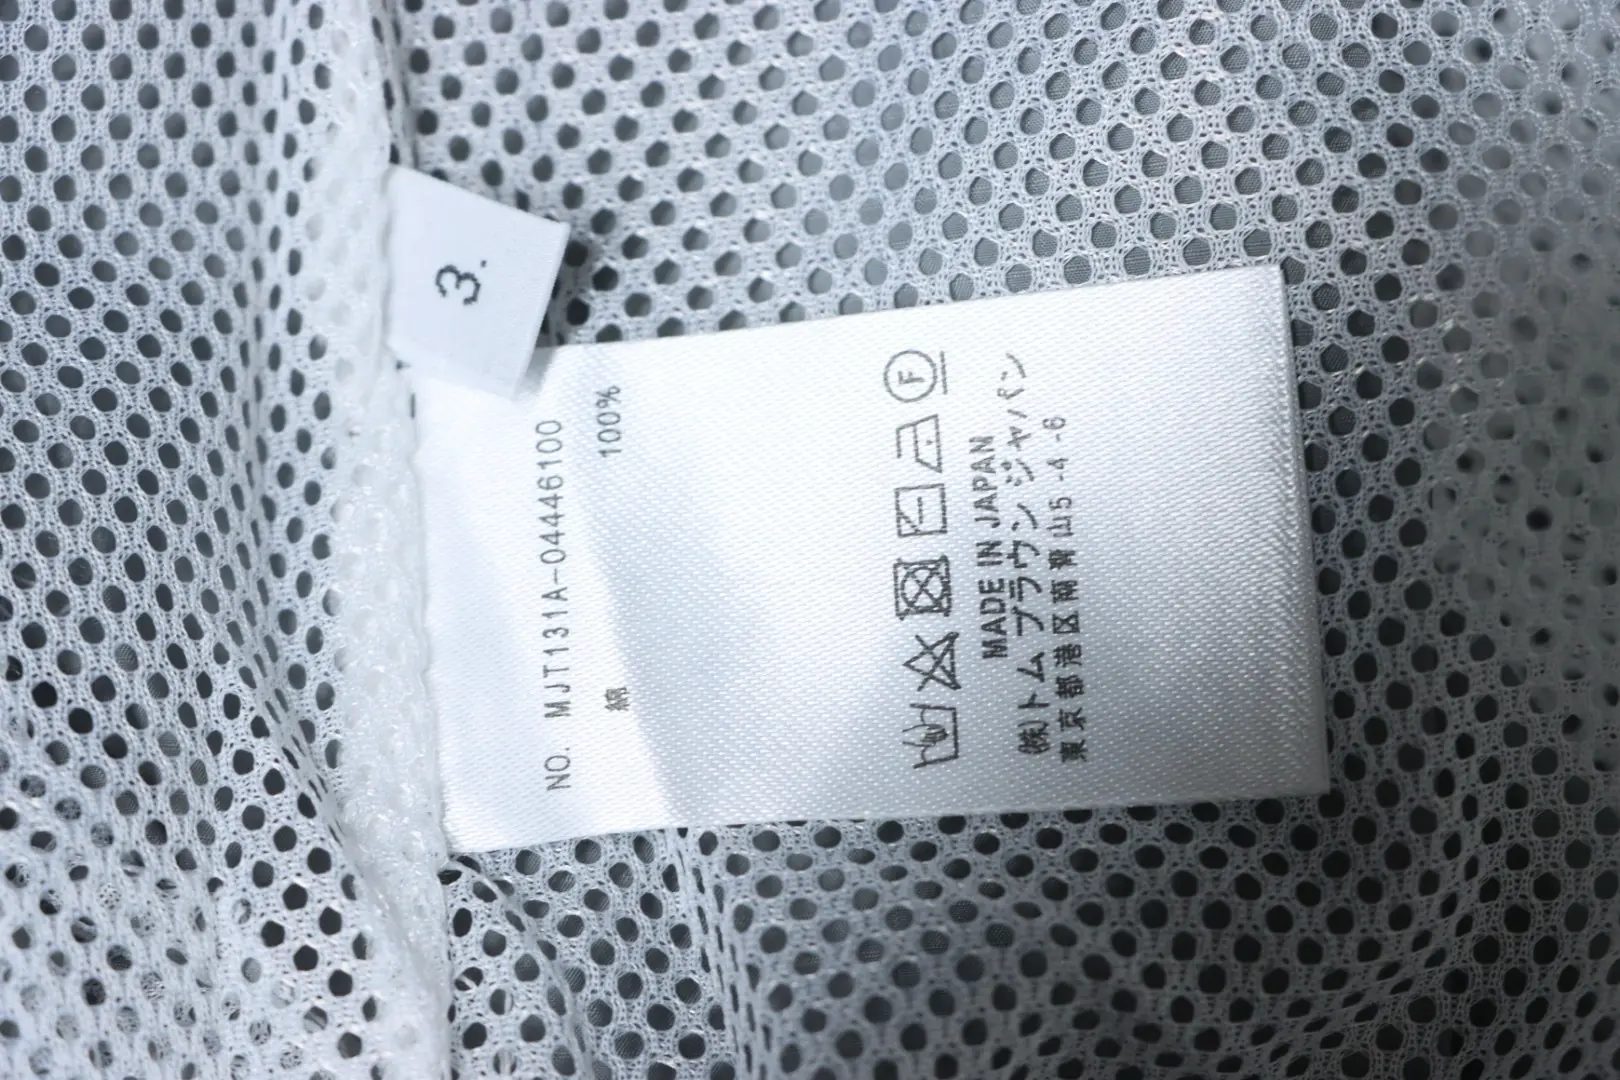 3.
NO. MJT131A-04446100
綿 100%
F
MADE IN JAPAN
㈱トム ブラウン ジャパン
東京都港区南青山5-4-6